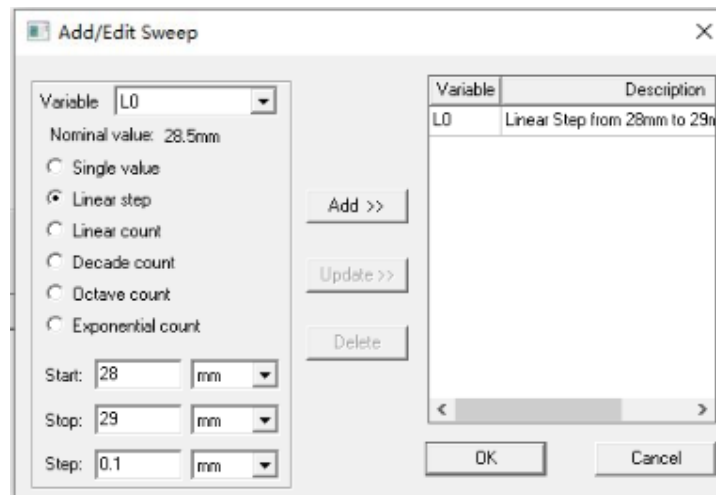 Add/Edit Sweep
Variable L0
Nominal value: 28.5mm
Single value
Linear step
Linear count
Decade count
Octave count
Exponential count
Start: 28 mm
Stop: 29 mm
Step: 0.1 mm
Add >>
Update >>
Delete
Variable Description
L0 Linear Step from 28mm to 29m
OK Cancel